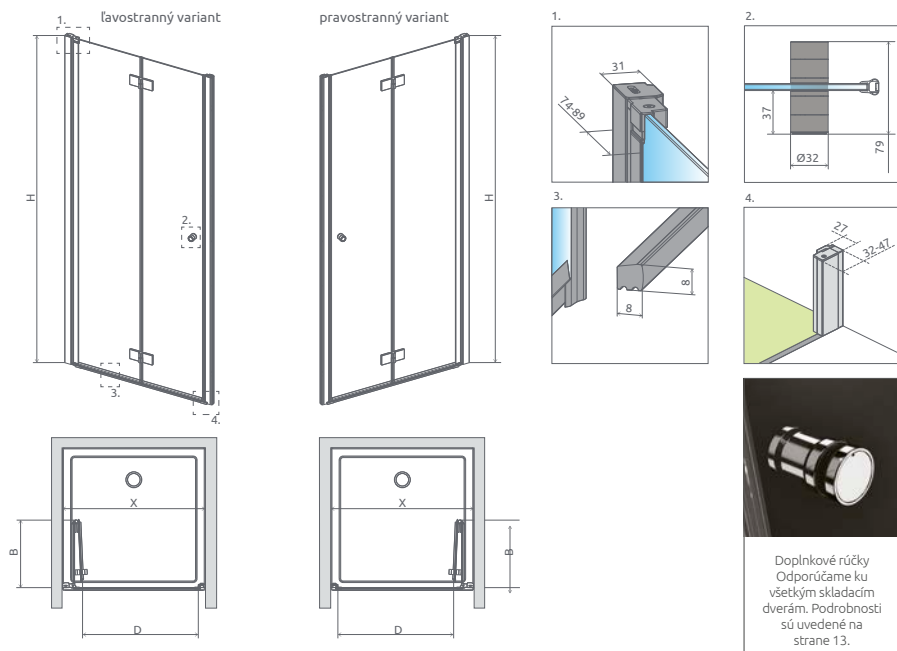 ľavostranný variant
pravostranný variant
1.
H
2.
3.
4.
H
1.
31
74-89
2.
37
Ø32
79
3.
8
8
4.
27
32-47
X
B
D
X
B
D
Doplnkové rúčky
Odporúčame ku
všetkým skladacím
dverám. Podrobnosti
sú uvedené na
strane 13.